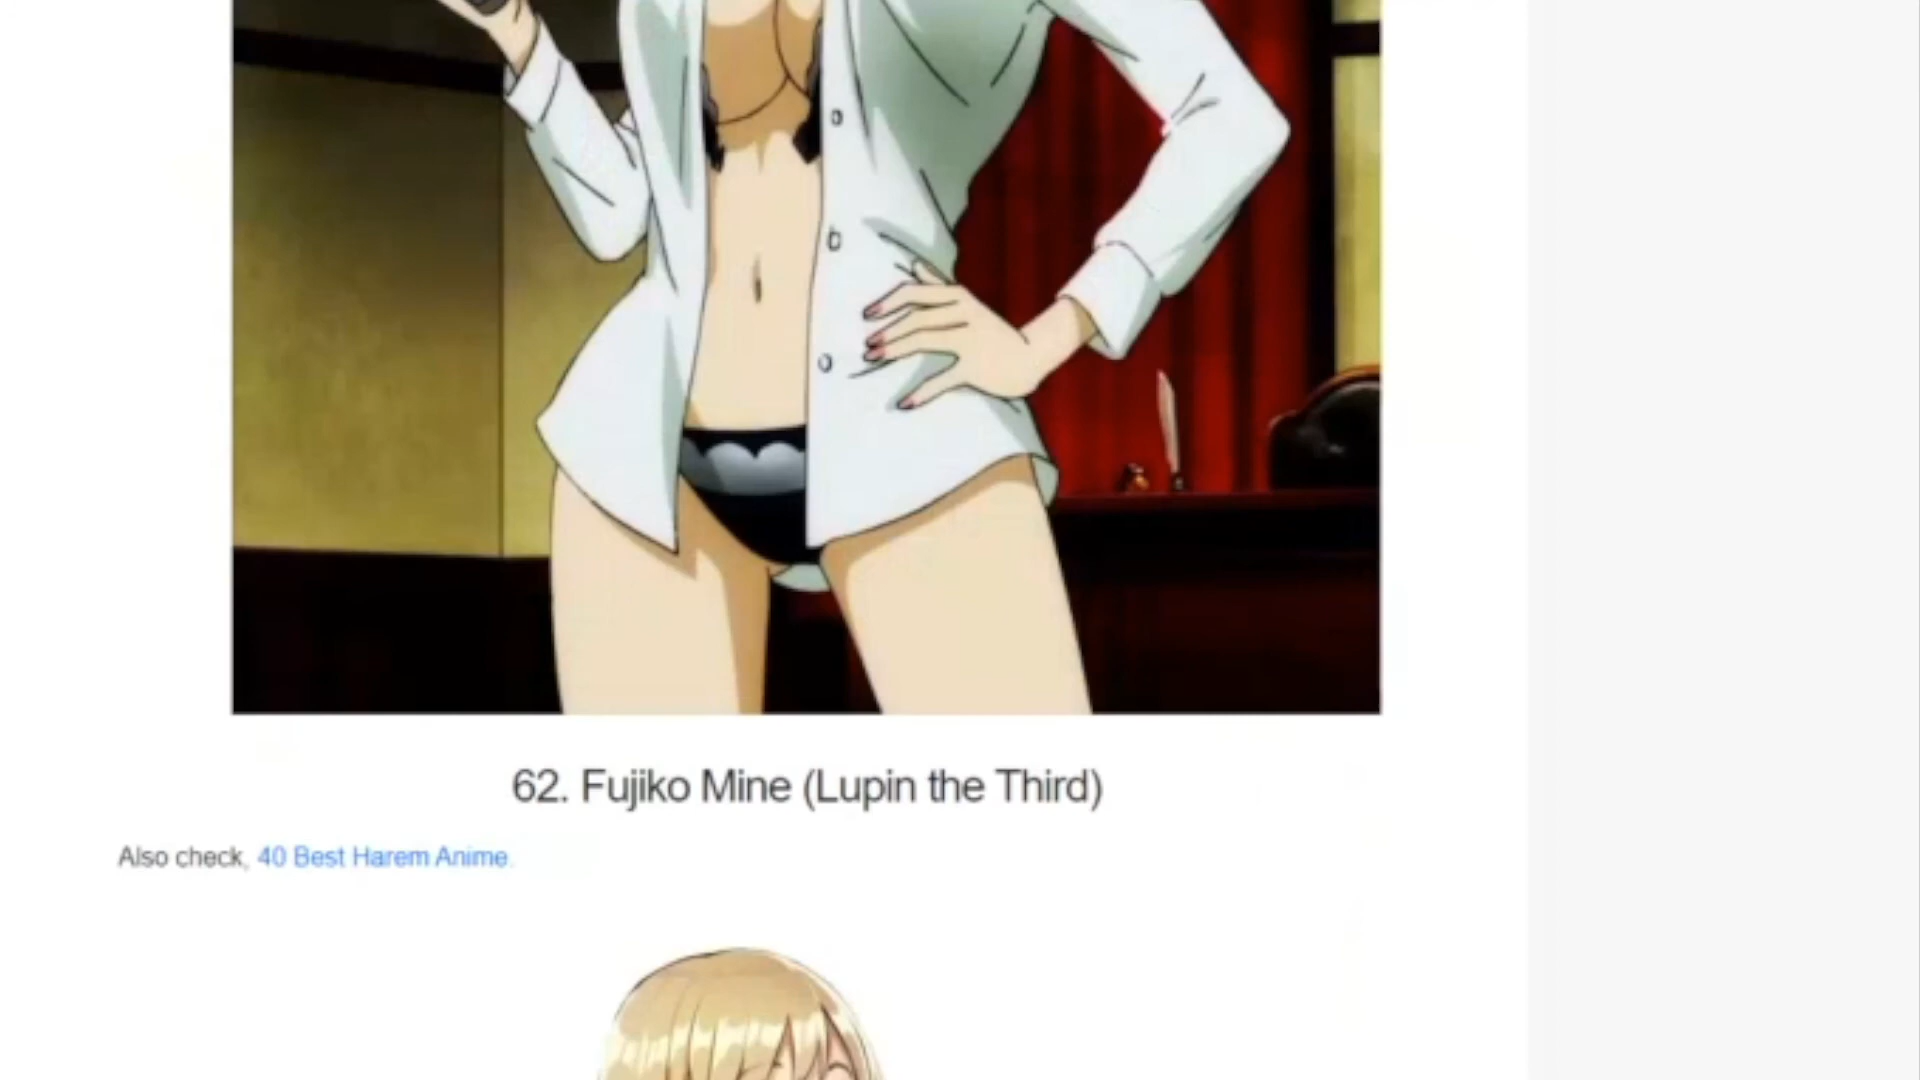 62. Fujiko Mine (Lupin the Third)
Also check, 40 Best Harem Anime.